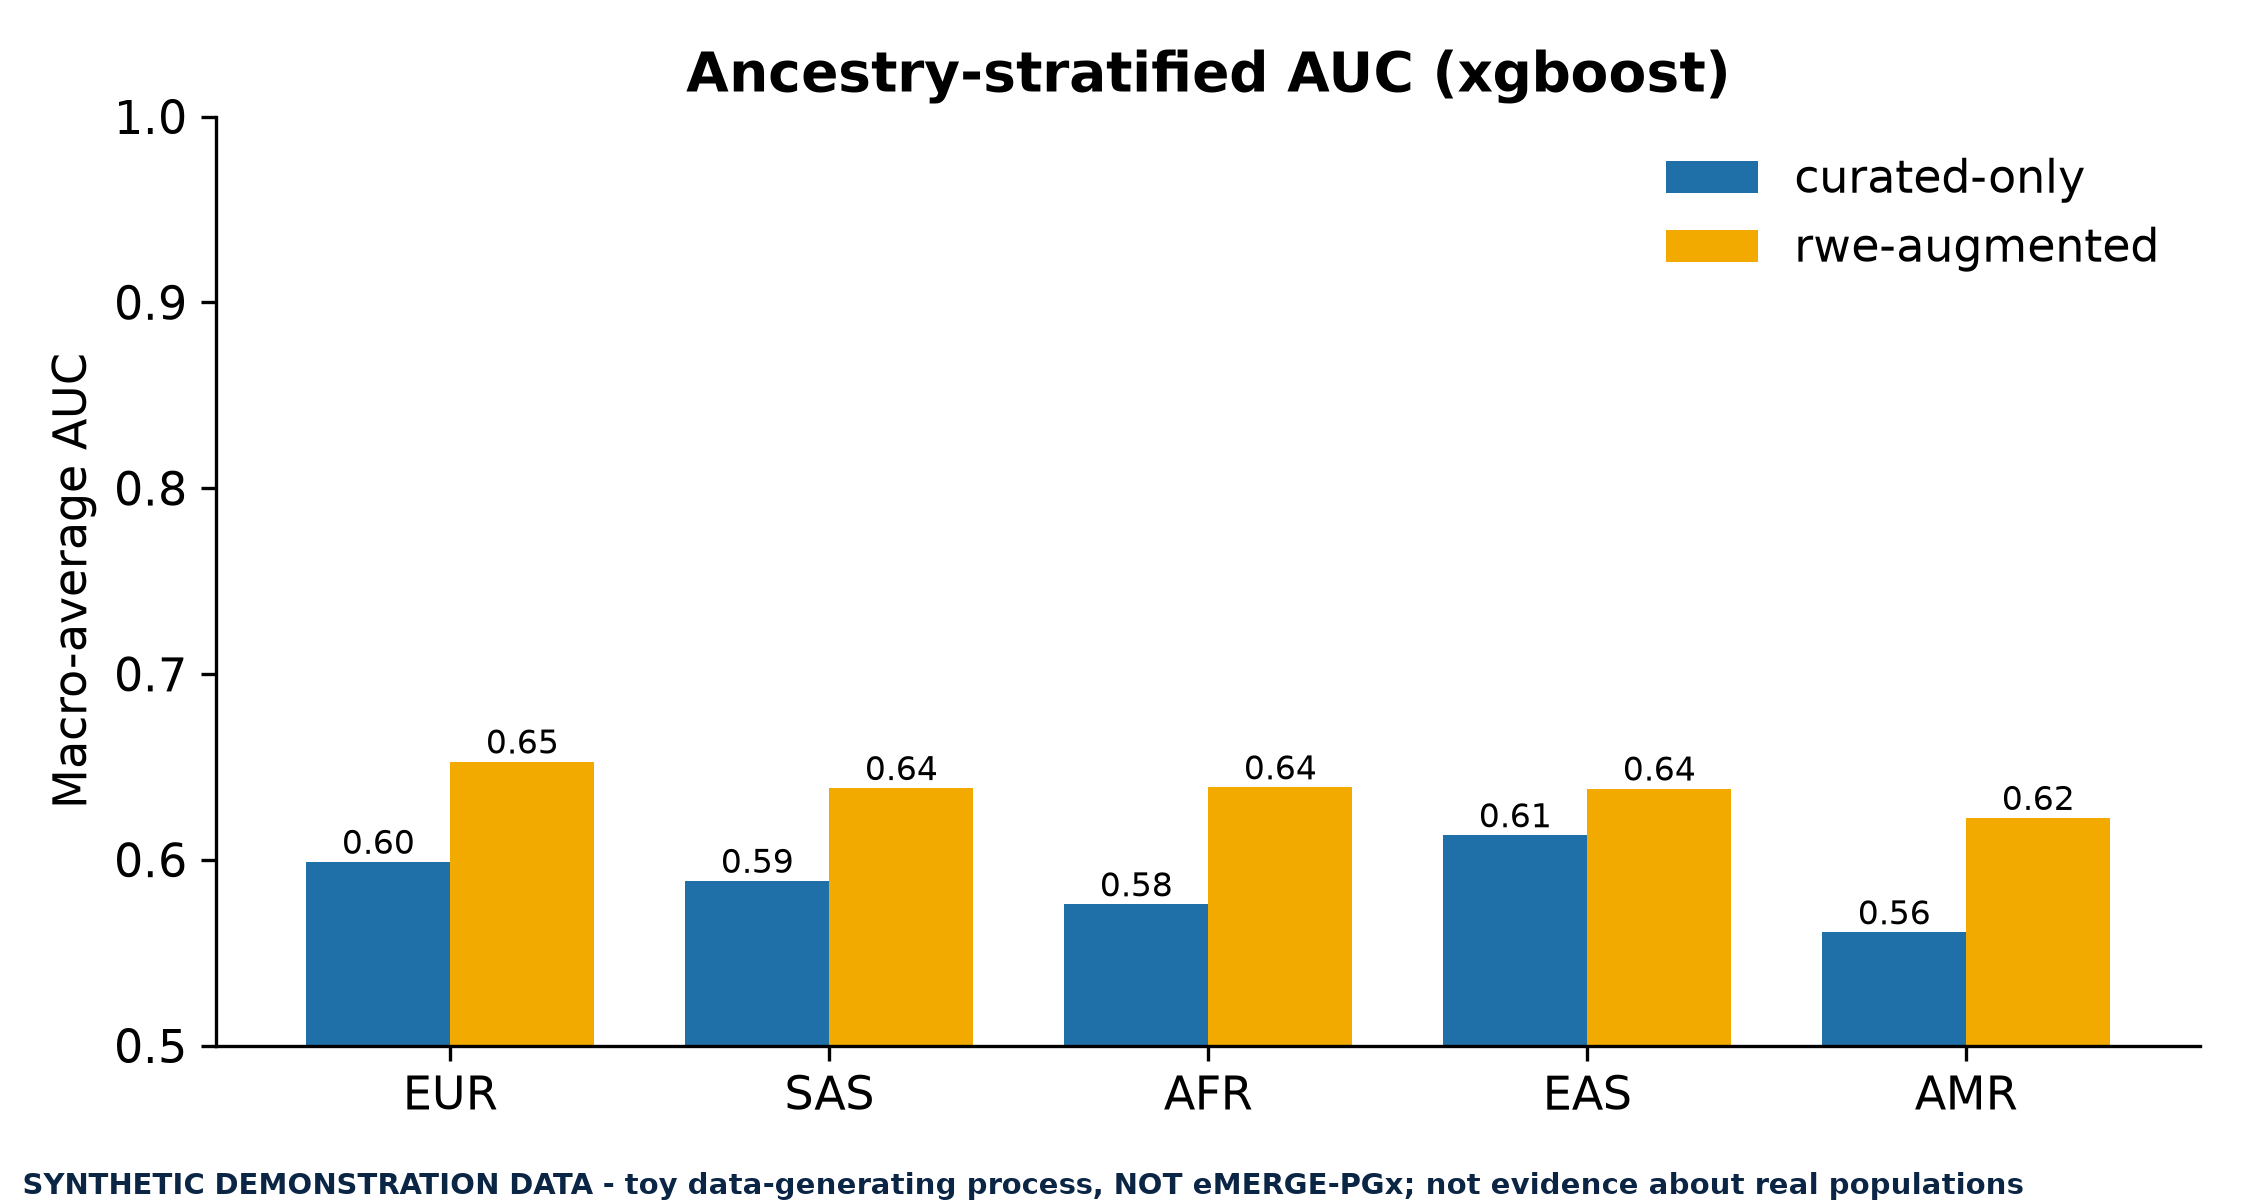 Ancestry-stratified AUC (xgboost)
curated-only
rwe-augmented
Macro-average AUC
1.0
0.9
0.8
0.7
0.6
0.5
0.60
0.65
0.59
0.64
0.58
0.64
0.61
0.64
0.56
0.62
EUR
SAS
AFR
EAS
AMR
SYNTHETIC DEMONSTRATION DATA - toy data-generating process, NOT eMERGE-PGx; not evidence about real populations